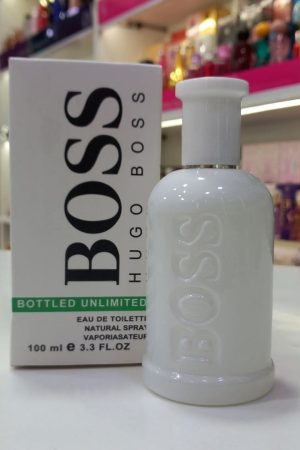 BOSS
HUGO BOSS
BOTTLED UNLIMITED
EAU DE TOILETTE
NATURAL SPRAY
VAPORISATEUR
100 ml e 3.3 FL.OZ
BOSS